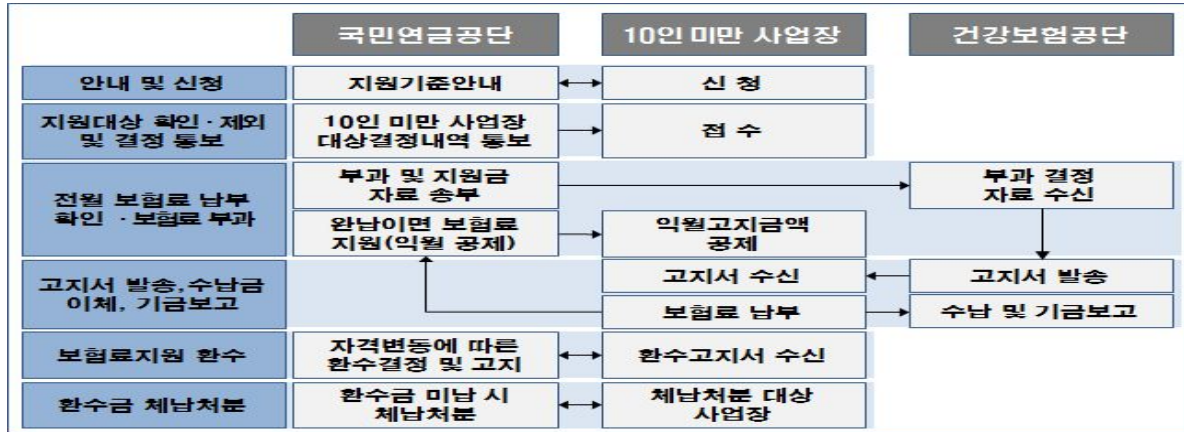 국민연금공단
10인 미만 사업장
건강보험공단
안내 및 신청
지원기준안내
신 청
지원대상 확인·제외
및 결정 통보
10인 미만 사업장
대상결정내역 통보
접 수
전월 보험료 납부
확인 ·보험료 부과
부과 및 지원금
자료 송부
부과 결정
자료 수신
완납이면 보험료
지원(익월 공제)
익월고지금액
공제
고지서 발송,수납금
이체, 기금보고
고지서 수신
고지서 발송
보험료 납부
수납 및 기금보고
보험료지원 환수
자격변동에 따른
환수결정 및 고지
환수고지서 수신
환수금 체납처분
환수금 미납 시
체납처분
체납처분 대상
사업장